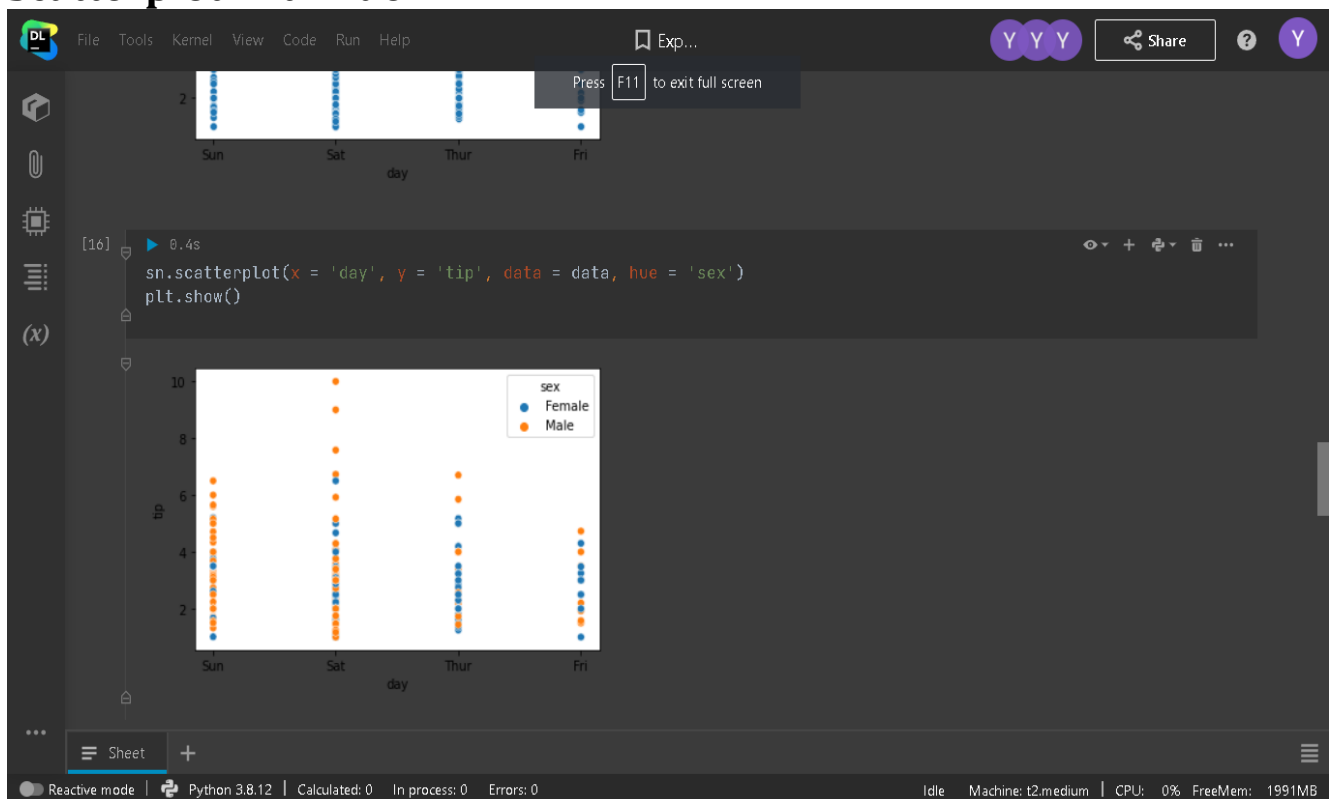 DL
File Tools Kernel View Code Run Help
Exp...
Y Y Y
Share
?
Y
Press F11 to exit full screen
2
Sun Sat Thur Fri
day
(x)
[16] 0.4s
sn.scatterplot(x = 'day', y = 'tip', data = data, hue = 'sex')
plt.show()
sex
Female
Male
10
8
6
4
2
tip
Sun Sat Thur Fri
day
Sheet +
Reactive mode Python 3.8.12 Calculated: 0 In process: 0 Errors: 0 Idle Machine: t2.medium CPU: 0% FreeMem: 1991MB